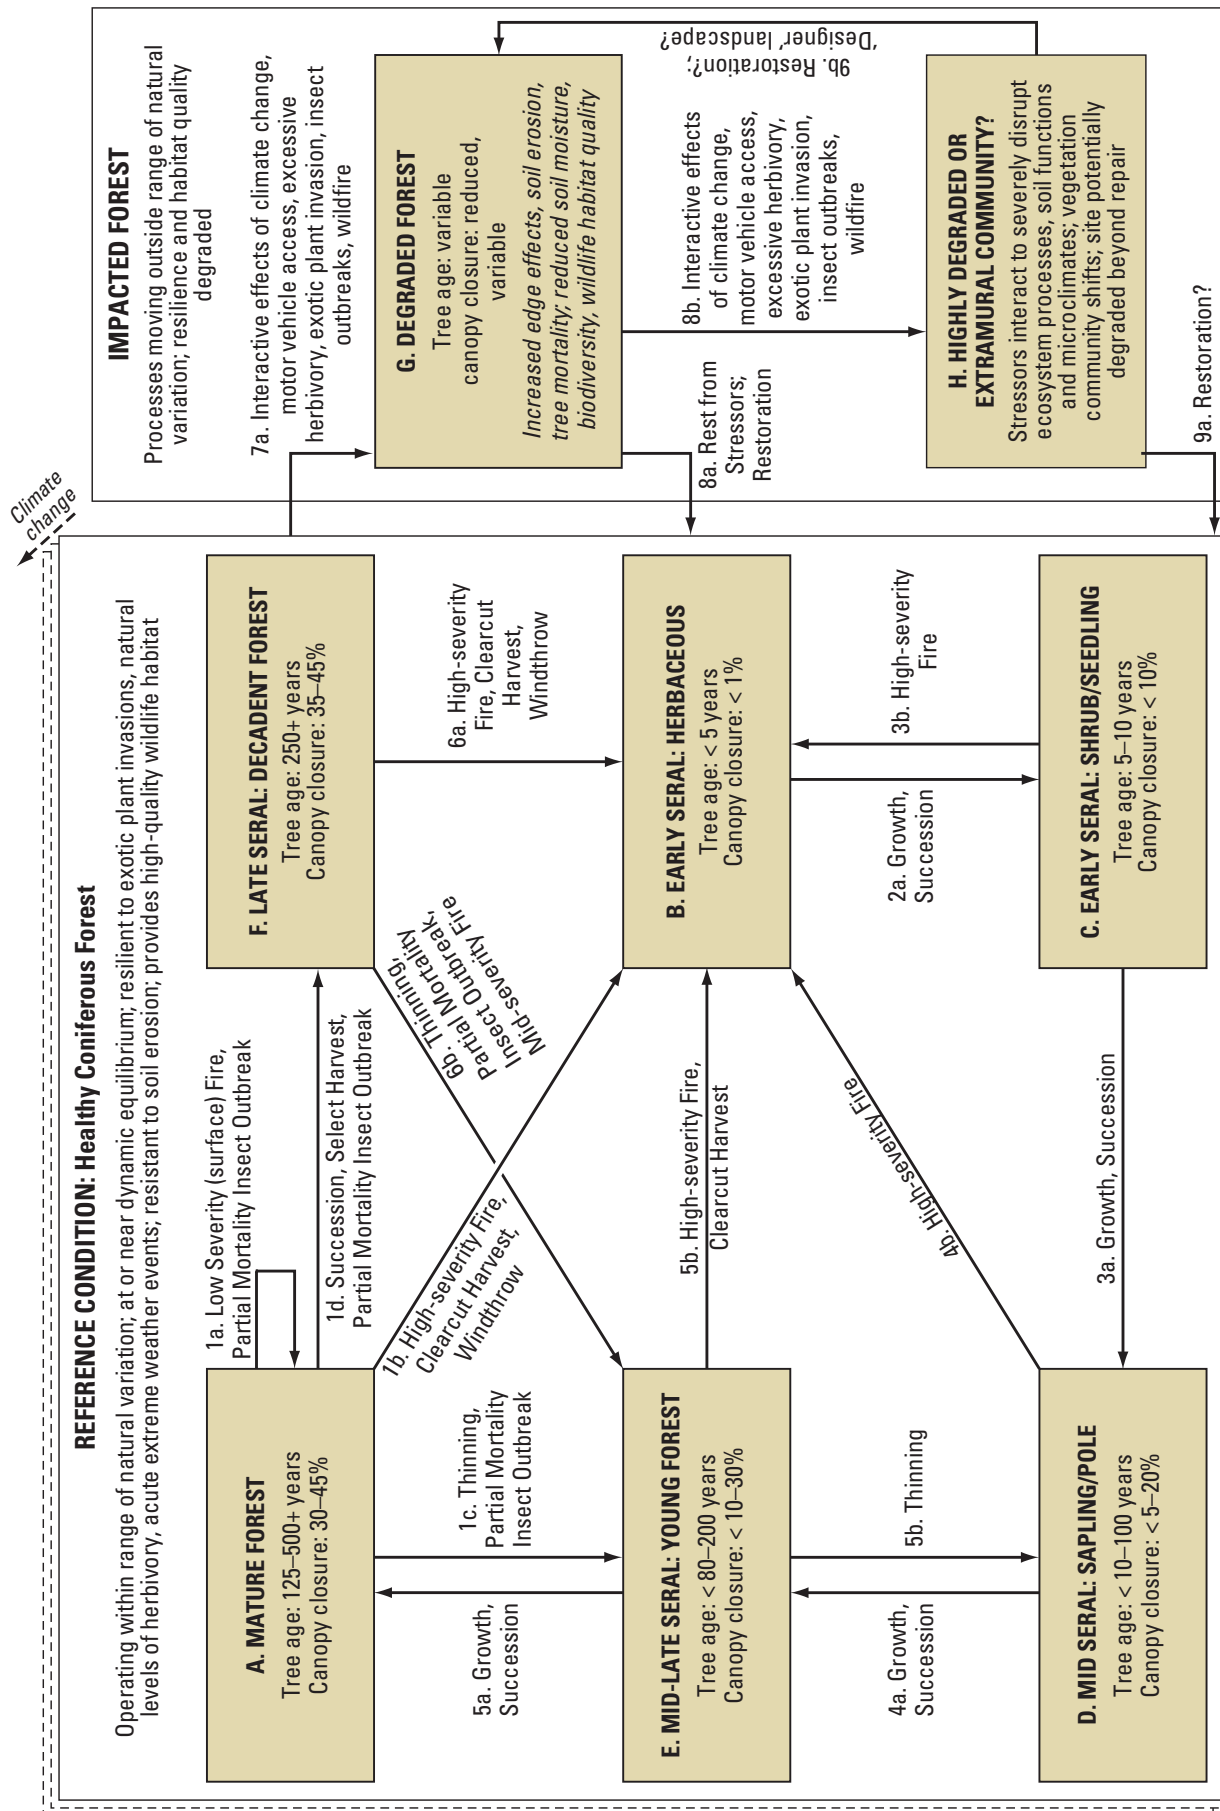 REFERENCE CONDITION: Healthy Coniferous Forest
Operating within range of natural variation; at or near dynamic equilibrium; resilient to exotic plant invasions, natural
levels of herbivory, acute extreme weather events; resistant to soil erosion; provides high-quality wildlife habitat
A. MATURE FOREST
Tree age: 125–500+ years
Canopy closure: 30–45%
1a. Low Severity (surface) Fire,
Partial Mortality Insect Outbreak
1d. Succession, Select Harvest,
Partial Mortality Insect Outbreak
F. LATE SERAL: DECADENT FOREST
Tree age: 250+ years
Canopy closure: 35–45%
5a. Growth,
Succession
1c. Thinning,
Partial Mortality
Insect Outbreak
1b. High-severity Fire,
Clearcut Harvest,
Windthrow
6b. Thinning,
Partial Mortality
Insect Outbreak,
Mid-severity Fire
6a. High-severity
Fire, Clearcut
Harvest,
Windthrow
E. MID-LATE SERAL: YOUNG FOREST
Tree age: < 80–200 years
Canopy closure: < 10–30%
5b. High-severity Fire,
Clearcut Harvest
B. EARLY SERAL: HERBACEOUS
Tree age: < 5 years
Canopy closure: < 1%
4a. Growth,
Succession
5b. Thinning
4b. High-severity Fire
2a. Growth,
Succession
3b. High-severity
Fire
D. MID SERAL: SAPLING/POLE
Tree age: < 10–100 years
Canopy closure: < 5–20%
3a. Growth, Succession
C. EARLY SERAL: SHRUB/SEEDLING
Tree age: 5–10 years
Canopy closure: < 10%
Climate
change
IMPACTED FOREST
Processes moving outside range of natural
variation; resilience and habitat quality
degraded
7a. Interactive effects of climate change,
motor vehicle access, excessive
herbivory, exotic plant invasion, insect
outbreaks, wildfire
G. DEGRADED FOREST
Tree age: variable
canopy closure: reduced,
variable
Increased edge effects, soil erosion,
tree mortality; reduced soil moisture,
biodiversity, wildlife habitat quality
8a. Rest from
Stressors;
Restoration
8b. Interactive effects
of climate change,
motor vehicle access,
excessive herbivory,
exotic plant invasion,
insect outbreaks,
wildfire
9b. Restoration?;
‘Designer’ landscape?
H. HIGHLY DEGRADED OR
EXTRAMURAL COMMUNITY?
Stressors interact to severely disrupt
ecosystem processes, soil functions
and microclimates; vegetation
community shifts; site potentially
degraded beyond repair
9a. Restoration?